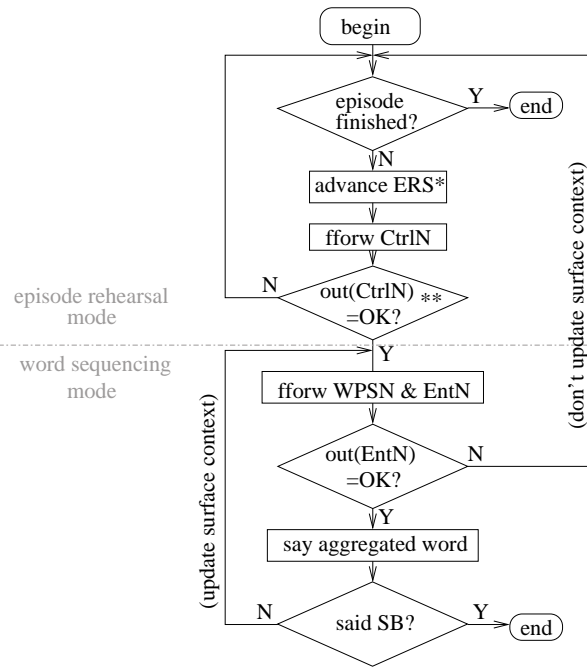 begin
episode
finished?
Y
end
N
advance ERS*
fforw CtrlN
N
out(CtrlN) **
=OK?
episode rehearsal
mode
Y
word sequencing
mode
(don't update surface context)
fforw WPSN & EntN
(update surface context)
out(EntN)
=OK?
N
Y
say aggregated word
N
said SB?
Y
end